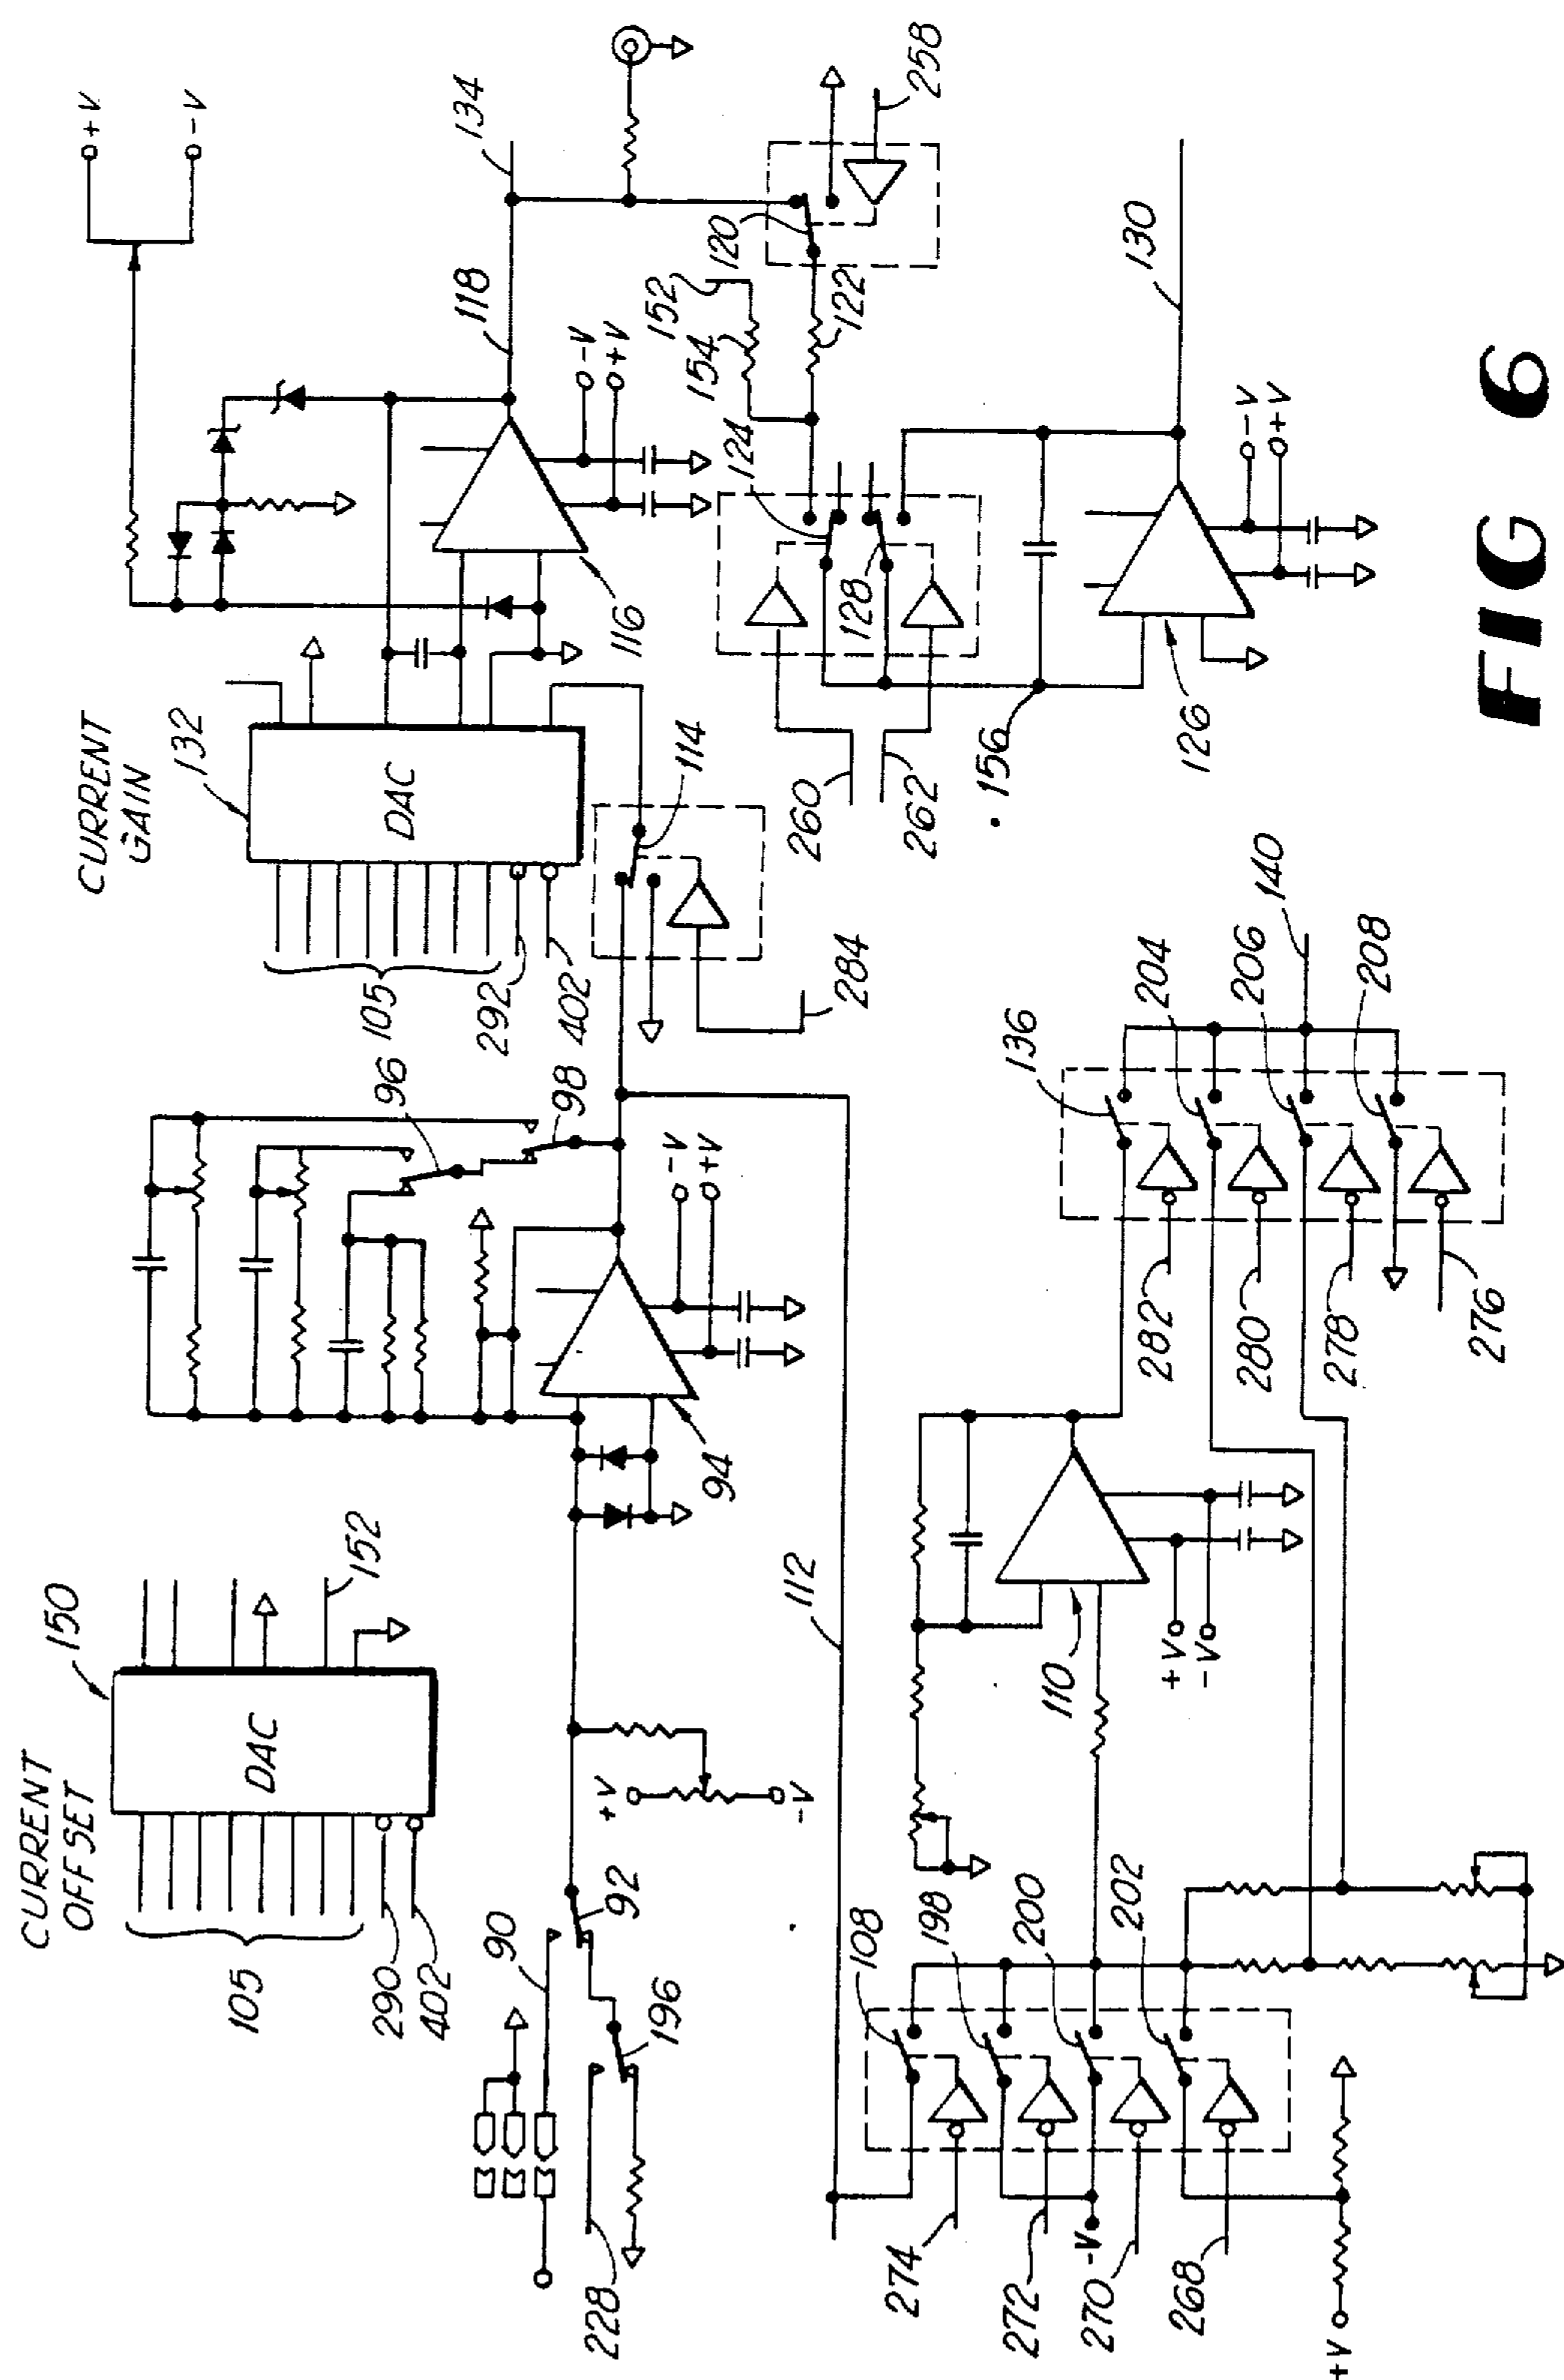 CURRENT
OFFSET
150
DAC
105
290
402
152
CURRENT
GAIN
132
DAC
105
292
402
+V
-V
118
134
116
-V
+V
96
98
94
-V
+V
114
284
90
92
196
228
+V
-V
112
152
154
120
122
258
124
128
260
262
156
126
130
-V
+V
108
198
200
202
274
272
-V
270
268
+V
110
+V
-V
136
204
206
208
140
282
280
278
276
FIG 6